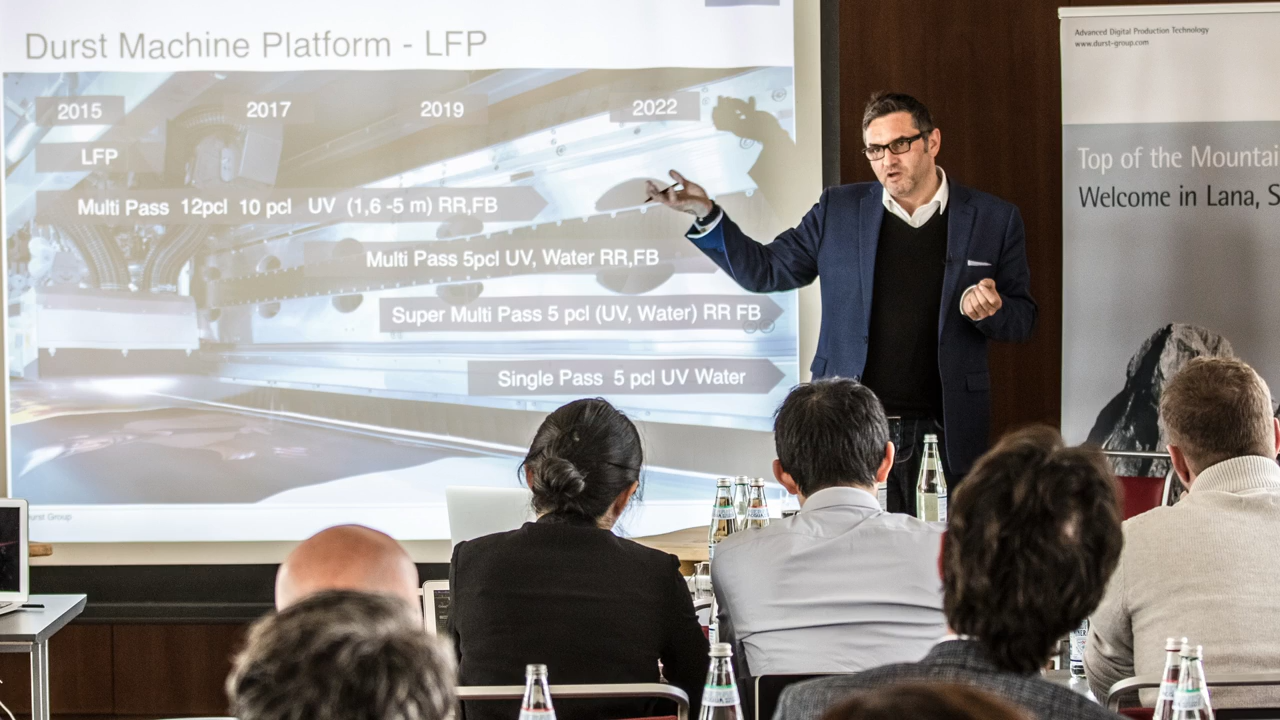 Durst Machine Platform - LFP
2015 2017 2019 2022
LFP
Multi Pass 12pcl 10 pcl UV (1,6 -5 m) RR,FB
Multi Pass 5pcl UV, Water RR,FB
Super Multi Pass 5 pcl (UV, Water) RR FB
Single Pass 5 pcl UV Water
Durst Group
Advanced Digital Production Technology
www.durst-group.com
Top of the Mountai
Welcome in Lana, S